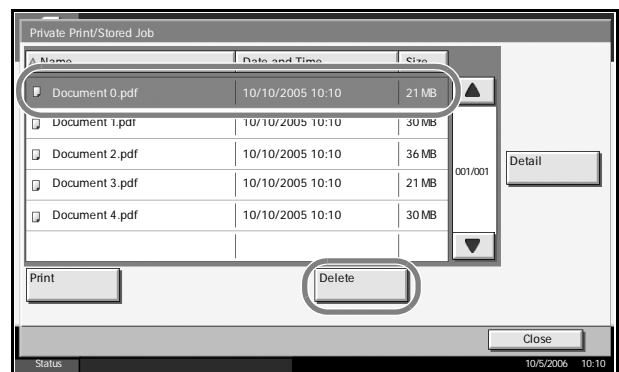 Private Print/Stored Job
Name Date and Time Size
Document 0.pdf 10/10/2005 10:10 21 MB
Document 1.pdf 10/10/2005 10:10 30 MB
Document 2.pdf 10/10/2005 10:10 36 MB
Document 3.pdf 10/10/2005 10:10 21 MB
Document 4.pdf 10/10/2005 10:10 30 MB
001/001
Detail
Print Delete
Close
Status 10/5/2006 10:10